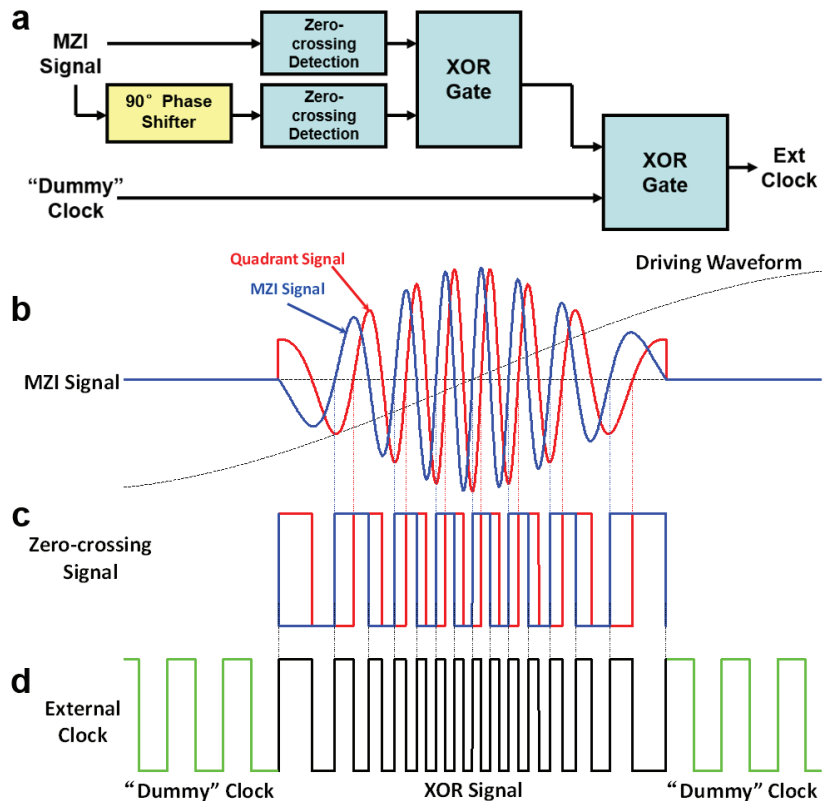 a
MZI
Signal
90° Phase
Shifter
Zero-
crossing
Detection
Zero-
crossing
Detection
XOR
Gate
XOR
Gate
Ext
Clock
“Dummy”
Clock
b
Quadrant Signal
MZI Signal
Driving Waveform
MZI Signal
c
Zero-crossing
Signal
d
External
Clock
“Dummy” Clock
XOR Signal
“Dummy” Clock